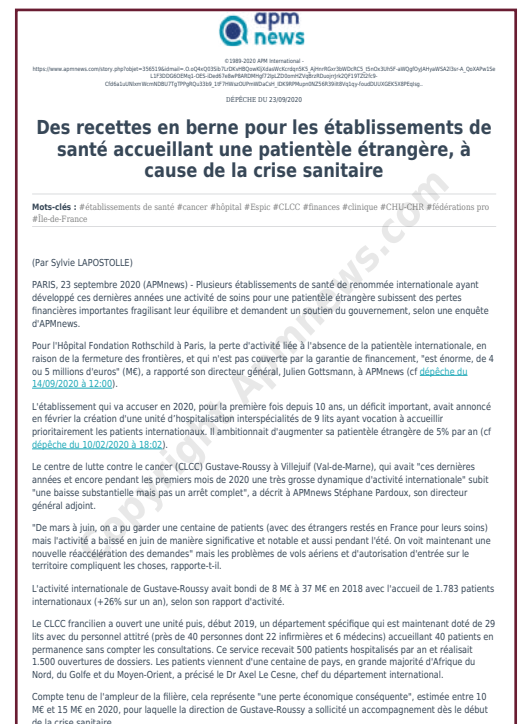 apm
news
©1989-2020 APM International -
DÉPÊCHE DU 23/09/2020
Des recettes en berne pour les établissements de
santé accueillant une patientèle étrangère, à
cause de la crise sanitaire
Mots-clés : #établissements de santé #cancer #hôpital #Espic #CLCC #finances #clinique #CHU-CHR #fédérations pro
#Île-de-France
(Par Sylvie LAPOSTOLLE)
PARIS, 23 septembre 2020 (APMnews) - Plusieurs établissements de santé de renommée internationale ayant
développé ces dernières années une activité de soins pour une patientèle étrangère subissent des pertes
financières importantes fragilisant leur équilibre et demandent un soutien du gouvernement, selon une enquête
d'APMnews.
Pour l'Hôpital Fondation Rothschild à Paris, la perte d'activité liée à l'absence de la patientèle internationale, en
raison de la fermeture des frontières, et qui n'est pas couverte par la garantie de financement, "est énorme, de 4
ou 5 millions d'euros" (M€), a rapporté son directeur général, Julien Gottsmann, à APMnews (cf dépêche du
14/09/2020 à 12:00).
L'établissement qui va accuser en 2020, pour la première fois depuis 10 ans, un déficit important, avait annoncé
en février la création d'une unité d'hospitalisation interspécialités de 9 lits ayant vocation à accueillir
prioritairement les patients internationaux. Il ambitionnait d'augmenter sa patientèle étrangère de 5% par an (cf
dépêche du 10/02/2020 à 18:02).
Le centre de lutte contre le cancer (CLCC) Gustave-Roussy à Villejuif (Val-de-Marne), qui avait "ces dernières
années et encore pendant les premiers mois de 2020 une très grosse dynamique d'activité internationale" subit
"une baisse substantielle mais pas un arrêt complet", a décrit à APMnews Stéphane Pardoux, son directeur
général adjoint.
"De mars à juin, on a pu garder une centaine de patients (avec des étrangers restés en France pour leurs soins)
mais l'activité a baissé en juin de manière significative et notable et aussi pendant l'été. On voit maintenant une
nouvelle réaccélération des demandes" mais les problèmes de vols aériens et d'autorisation d'entrée sur le
territoire compliquent les choses, rapporte-t-il.
L'activité internationale de Gustave-Roussy avait bondi de 8 M€ à 37 M€ en 2018 avec l'accueil de 1.783 patients
internationaux (+26% sur un an), selon son rapport d'activité.
Le CLCC francilien a ouvert une unité puis, début 2019, un département spécifique qui est maintenant doté de 29
lits avec du personnel attitré (près de 40 personnes dont 22 infirmières et 6 médecins) accueillant 40 patients en
permanence sans compter les consultations. Ce service recevait 500 patients hospitalisés par an et réalisait
1.500 ouvertures de dossiers. Les patients viennent d'une centaine de pays, en grande majorité d'Afrique du
Nord, du Golfe et du Moyen-Orient, a précisé le Dr Axel Le Cesne, chef du département international.
Compte tenu de l'ampleur de la filière, cela représente "une perte économique conséquente", estimée entre 10
M€ et 15 M€ en 2020, pour laquelle la direction de Gustave-Roussy a sollicité un accompagnement dès le début
de la crise sanitaire.
Copyright Apmnews.com